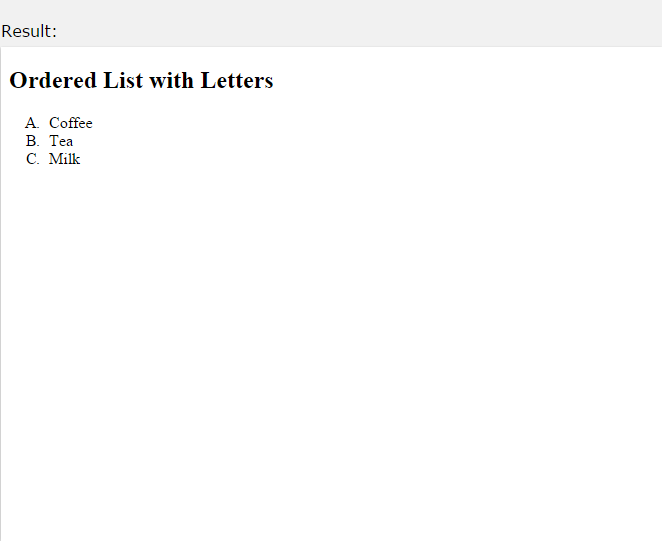 Result:
Ordered List with Letters
A. Coffee
B. Tea
C. Milk